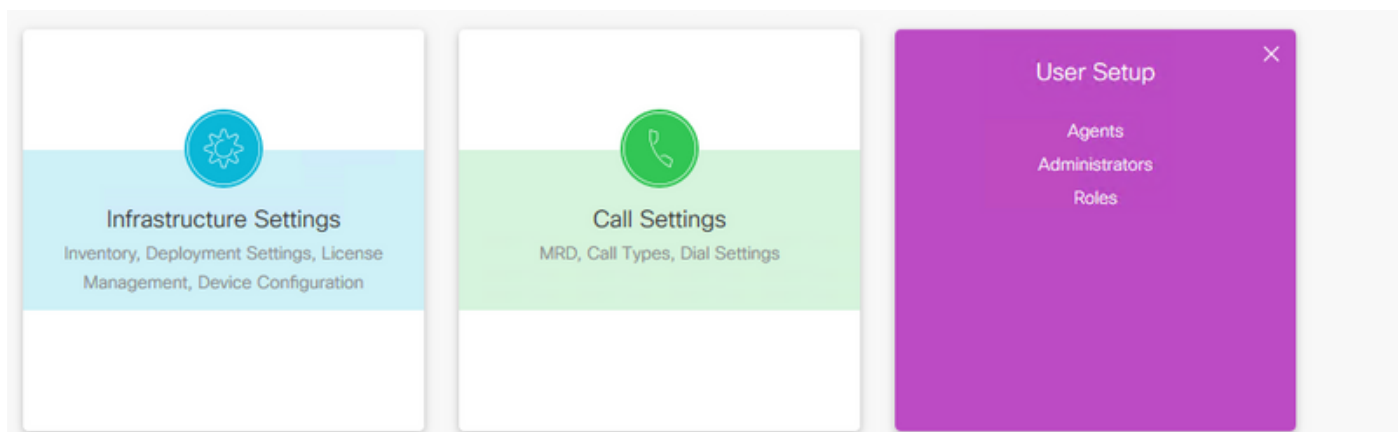 Infrastructure Settings
Inventory, Deployment Settings, License
Management, Device Configuration
Call Settings
MRD, Call Types, Dial Settings
User Setup
Agents
Administrators
Roles